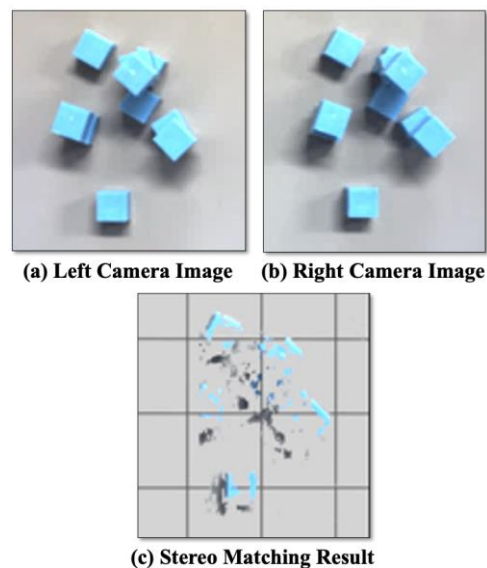 (a) Left Camera Image
(b) Right Camera Image
(c) Stereo Matching Result